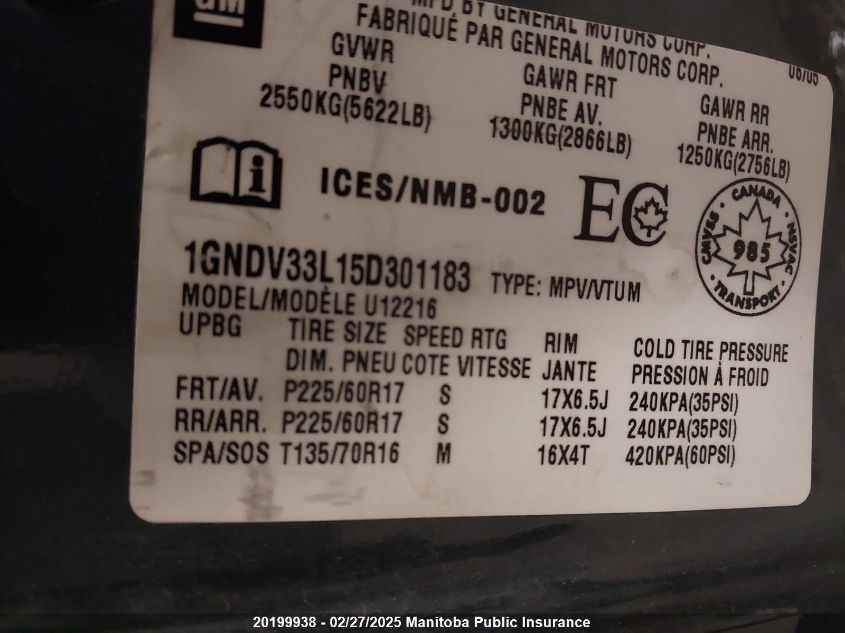 GM
MFD BY GENERAL MOTORS CORP.
FABRIQUÉ PAR GENERAL MOTORS CORP.
06/05
GVWR GAWR FRT GAWR RR
PNBV PNBE AV. PNBE ARR.
2550KG(5622LB) 1300KG(2866LB) 1250KG(2756LB)
i ICES/NMB-002 EC
CANADA
CMVSS 985 NSVAC
TRANSPORT
1GNDV33L15D301183 TYPE: MPV/VTUM
MODEL/MODÈLE U12216
UPBG TIRE SIZE SPEED RTG RIM COLD TIRE PRESSURE
DIM. PNEU COTE VITESSE JANTE PRESSION À FROID
FRT/AV. P225/60R17 S 17X6.5J 240KPA(35PSI)
RR/ARR. P225/60R17 S 17X6.5J 240KPA(35PSI)
SPA/SOS T135/70R16 M 16X4T 420KPA(60PSI)
20199938 - 02/27/2025 Manitoba Public Insurance